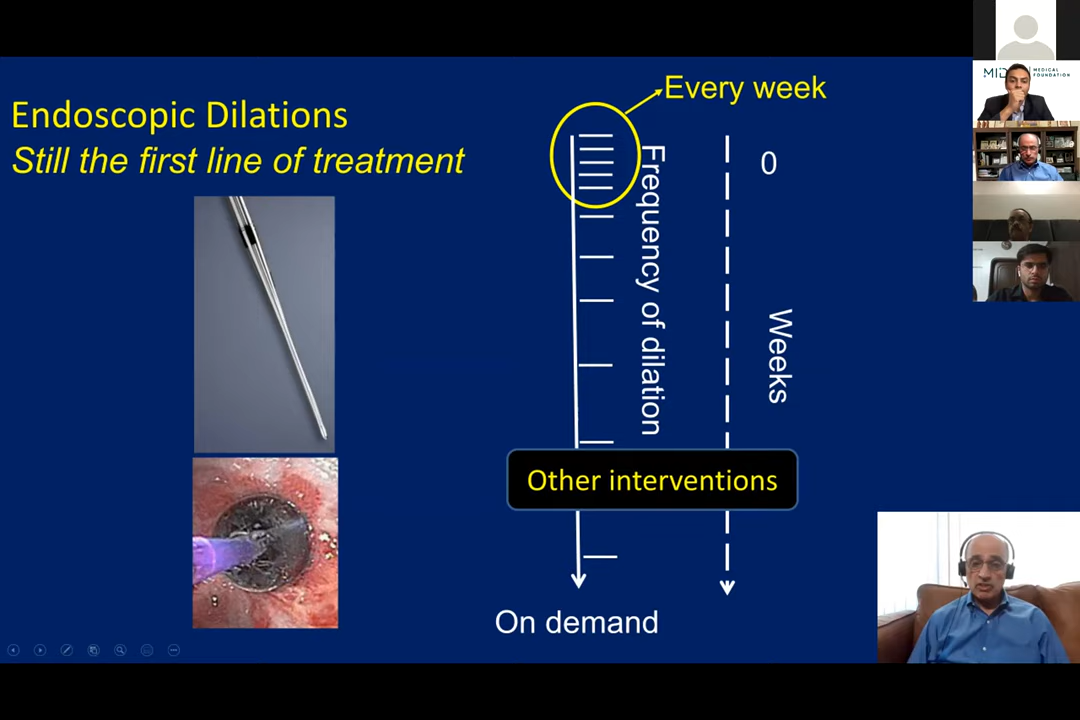 Endoscopic Dilations
Still the first line of treatment
Every week
Frequency of dilation
0
Weeks
Other interventions
On demand
MEDICAL
FOUNDATION